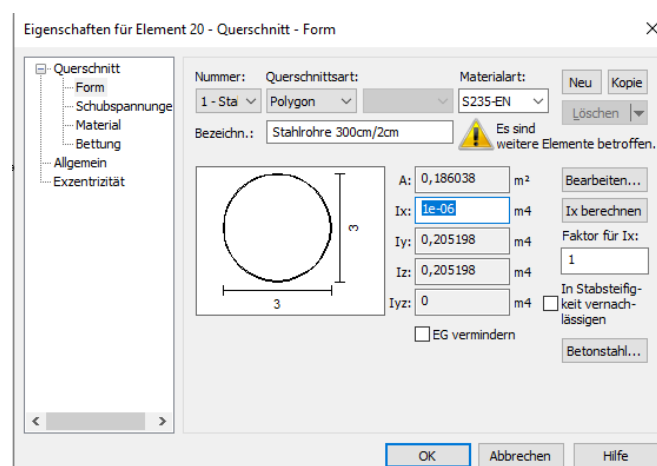 Eigenschaften für Element 20 - Querschnitt - Form
Querschnitt
Form
Schubspannunge
Material
Bettung
Allgemein
Exzentrizität
Nummer: Querschnittsart: Materialart:
1 - Sta Polygon S235-EN
Neu Kopie
Löschen
Bezeichn.: Stahlrohre 300cm/2cm
Es sind
weitere Elemente betroffen.
3
3
A: 0,186038 m²
Ix: 1e-06 m4
Iy: 0,205198 m4
Iz: 0,205198 m4
Iyz: 0 m4
EG vermindern
Bearbeiten...
Ix berechnen
Faktor für Ix:
1
In Stabsteifig-
keit vernach-
lässigen
Betonstahl...
OK Abbrechen Hilfe